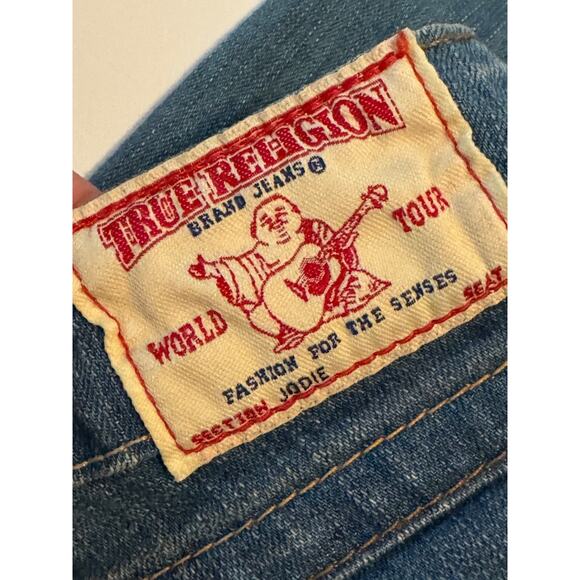 TRUE RELIGION
BRAND JEANS ®
WORLD TOUR
FASHION FOR THE SENSES
SECTION JODIE SEAT